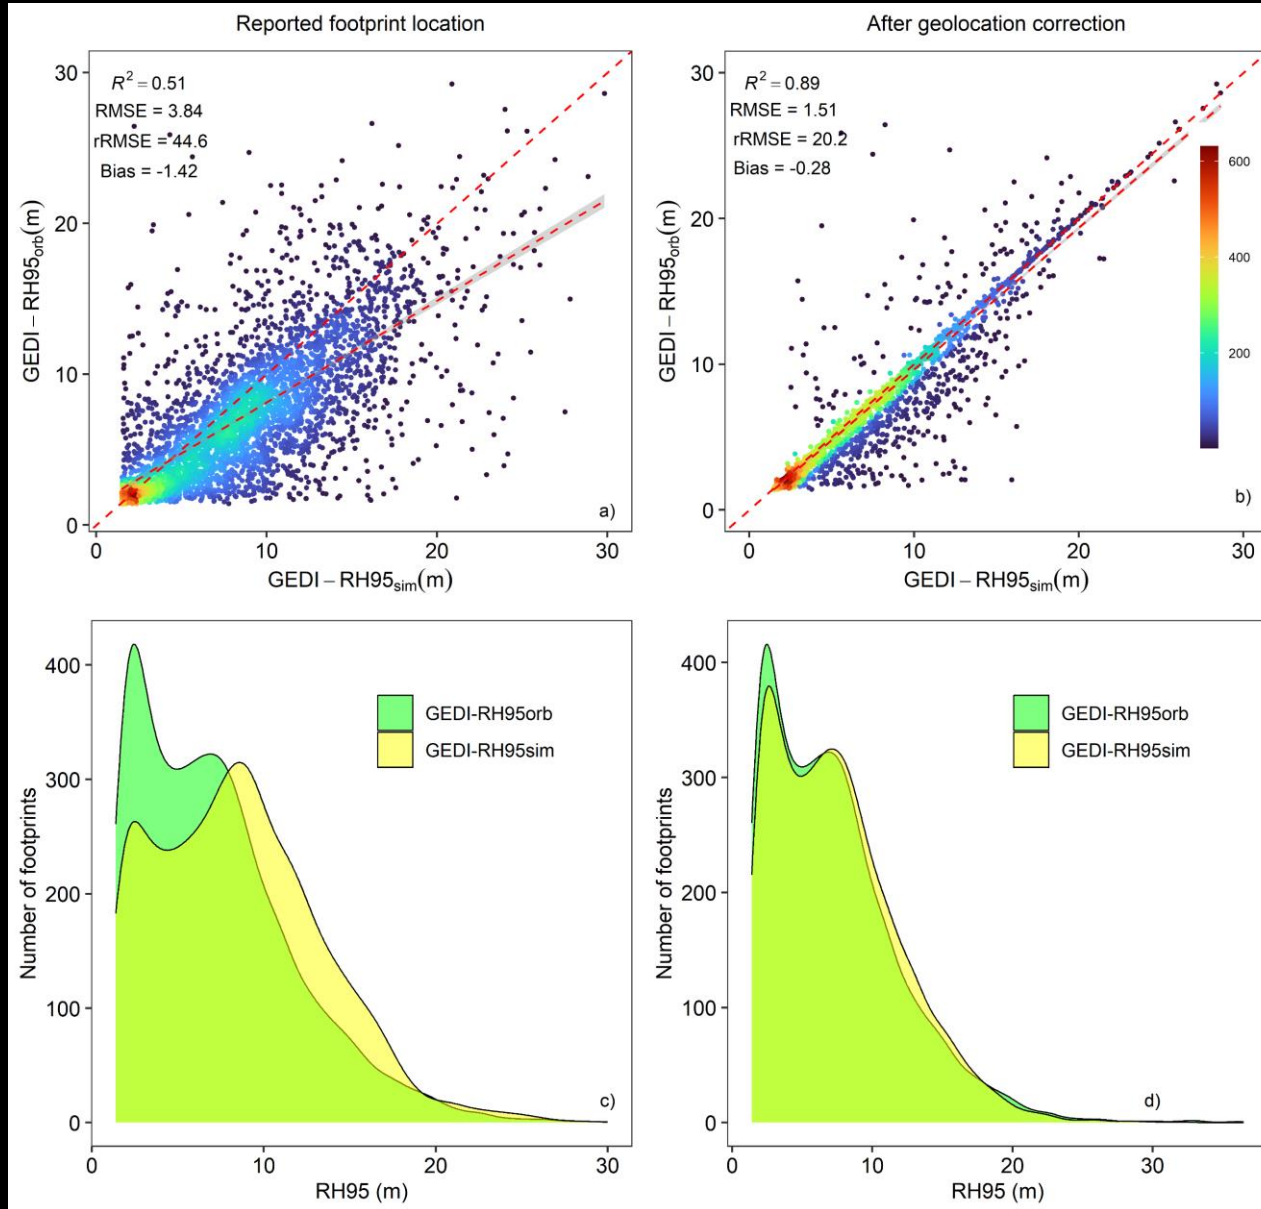 Reported footprint location
After geolocation correction
R² = 0.51
RMSE = 3.84
rRMSE = 44.6
Bias = -1.42
30
20
10
0
GEDI – RH95orb(m)
a)
0 10 20 30
GEDI – RH95sim(m)
R² = 0.89
RMSE = 1.51
rRMSE = 20.2
Bias = -0.28
30
20
10
0
GEDI – RH95orb(m)
600
400
200
b)
0 10 20 30
GEDI – RH95sim(m)
400
300
200
100
0
Number of footprints
GEDI-RH95orb
GEDI-RH95sim
c)
0 10 20 30
RH95 (m)
400
300
200
100
0
Number of footprints
GEDI-RH95orb
GEDI-RH95sim
d)
0 10 20 30
RH95 (m)